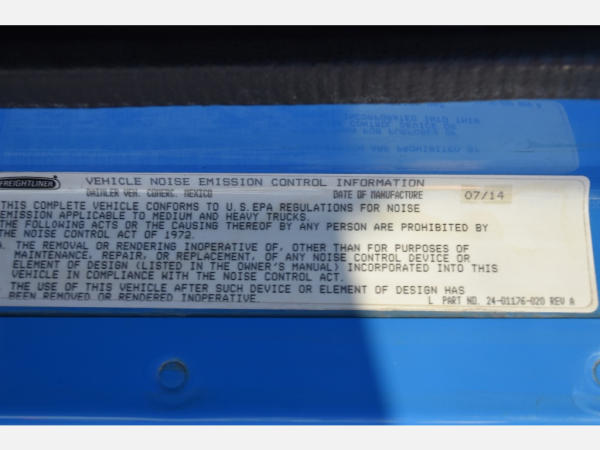 FREIGHTLINER
VEHICLE NOISE EMISSION CONTROL INFORMATION
DAIMLER VEH. COMERC. MEXICO DATE OF MANUFACTURE 07/14
THIS COMPLETE VEHICLE CONFORMS TO U.S.EPA REGULATIONS FOR NOISE
EMISSION APPLICABLE TO MEDIUM AND HEAVY TRUCKS.
THE FOLLOWING ACTS OR THE CAUSING THEREOF BY ANY PERSON ARE PROHIBITED BY
THE NOISE CONTROL ACT OF 1972.
A. THE REMOVAL OR RENDERING INOPERATIVE OF, OTHER THAN FOR PURPOSES OF
MAINTENANCE, REPAIR, OR REPLACEMENT, OF ANY NOISE CONTROL DEVICE OR
ELEMENT OF DESIGN (LISTED IN THE OWNER'S MANUAL) INCORPORATED INTO THIS
VEHICLE IN COMPLIANCE WITH THE NOISE CONTROL ACT.
THE USE OF THIS VEHICLE AFTER SUCH DEVICE OR ELEMENT OF DESIGN HAS
BEEN REMOVED OR RENDERED INOPERATIVE.
L PART NO. 24-01176-020 REV A